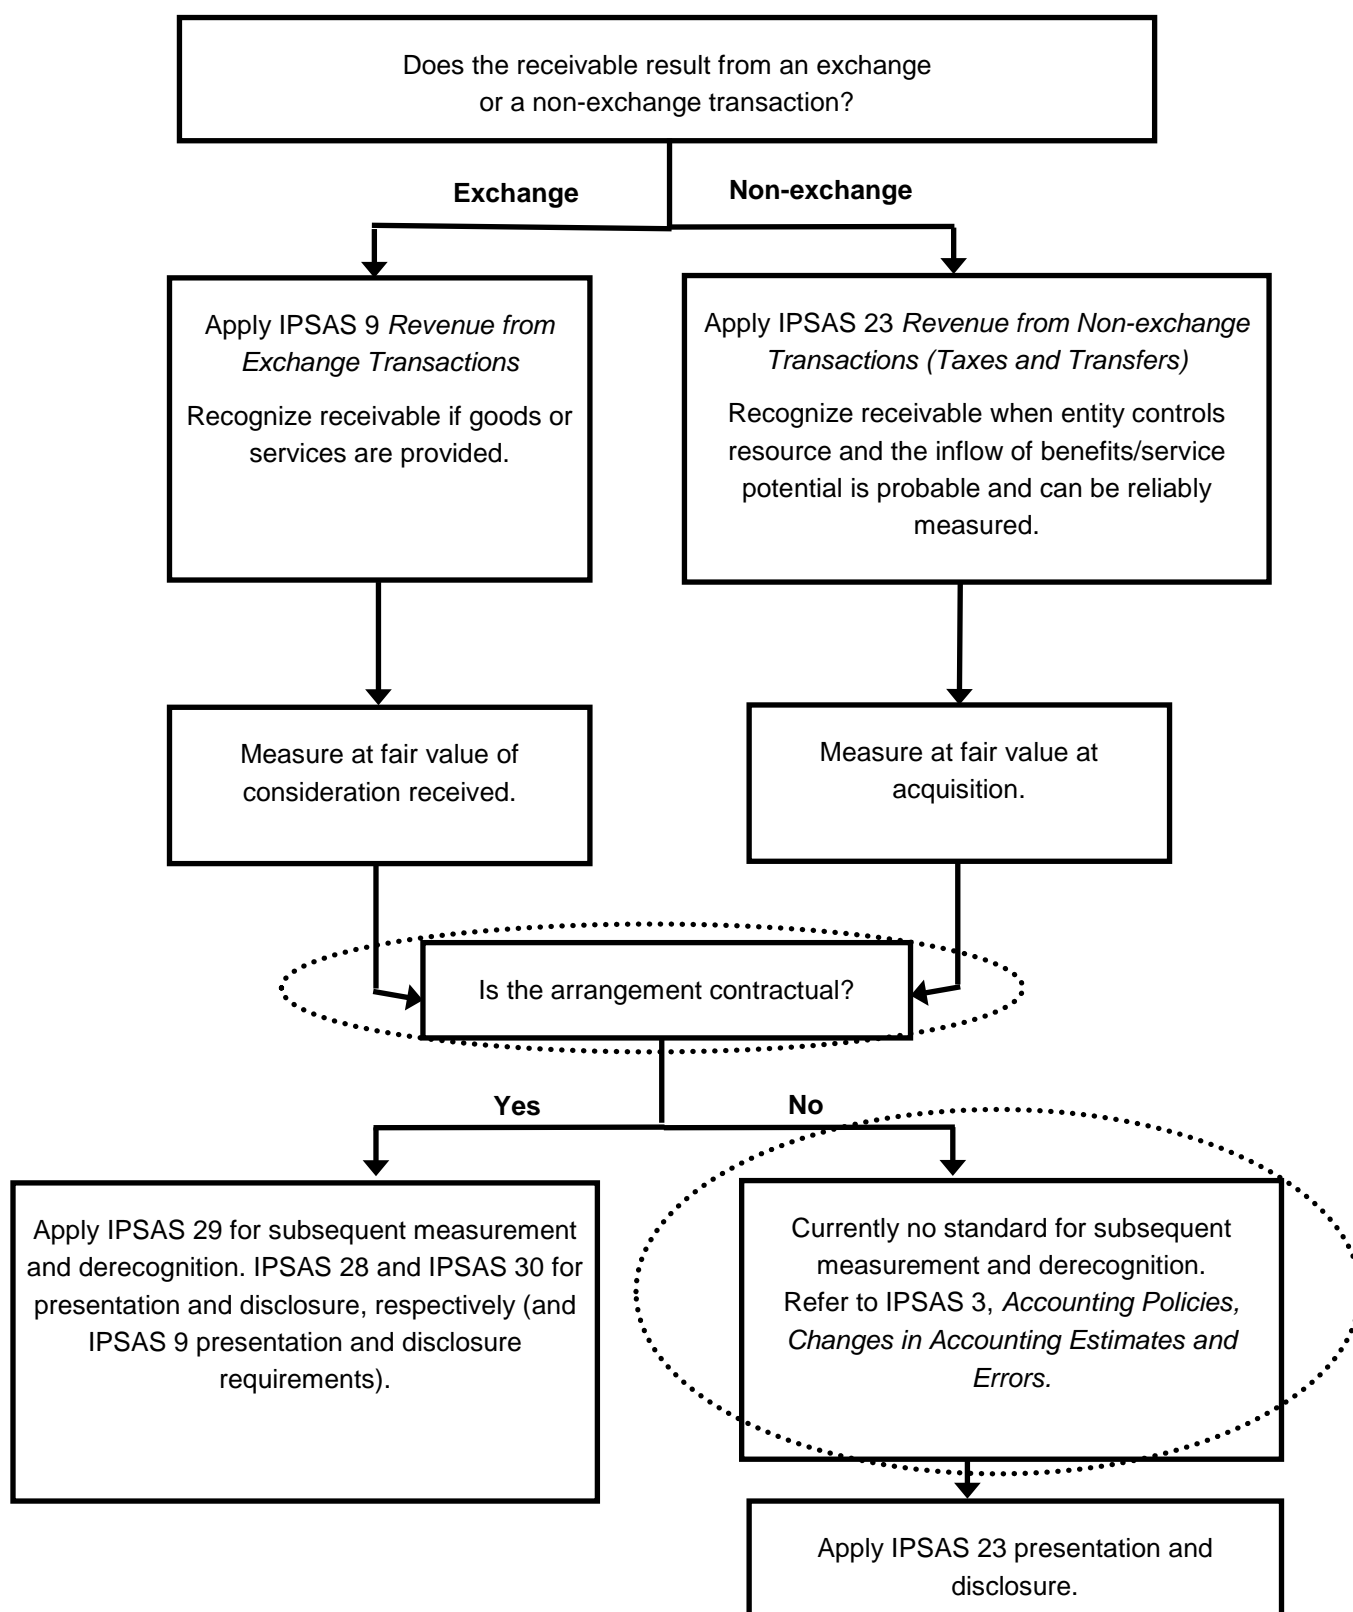 Does the receivable result from an exchange
or a non-exchange transaction?
Exchange
Non-exchange
Apply IPSAS 9 Revenue from
Exchange Transactions
Recognize receivable if goods or
services are provided.
Apply IPSAS 23 Revenue from Non-exchange
Transactions (Taxes and Transfers)
Recognize receivable when entity controls
resource and the inflow of benefits/service
potential is probable and can be reliably
measured.
Measure at fair value of
consideration received.
Measure at fair value at
acquisition.
Is the arrangement contractual?
Yes
No
Apply IPSAS 29 for subsequent measurement
and derecognition. IPSAS 28 and IPSAS 30 for
presentation and disclosure, respectively (and
IPSAS 9 presentation and disclosure
requirements).
Currently no standard for subsequent
measurement and derecognition.
Refer to IPSAS 3, Accounting Policies,
Changes in Accounting Estimates and
Errors.
Apply IPSAS 23 presentation and
disclosure.